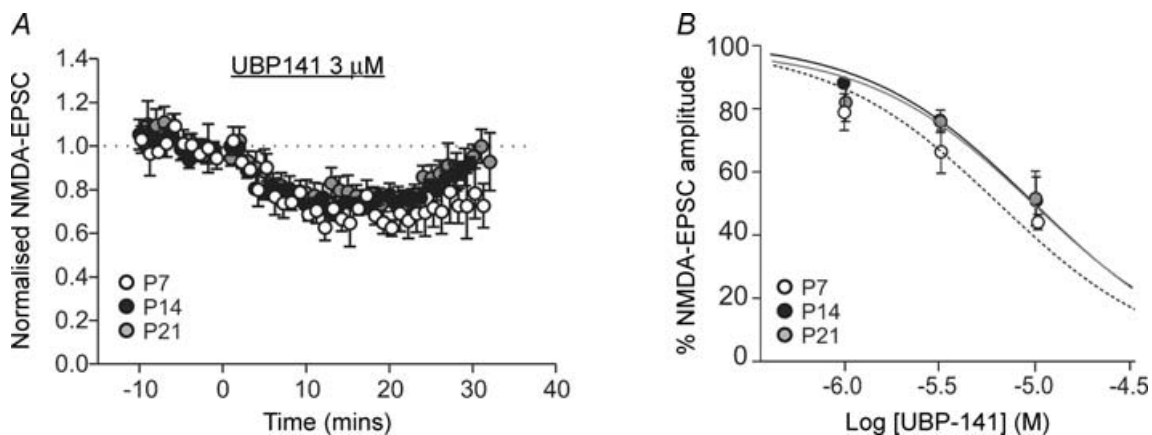 A
UBP141 3 μM
Normalised NMDA-EPSC
1.4
1.2
1.0
0.8
0.6
0.4
0.2
0.0
P7
P14
P21
-10 0 10 20 30 40
Time (mins)
B
% NMDA-EPSC amplitude
100
80
60
40
20
0
P7
P14
P21
-6.0 -5.5 -5.0 -4.5
Log [UBP-141] (M)